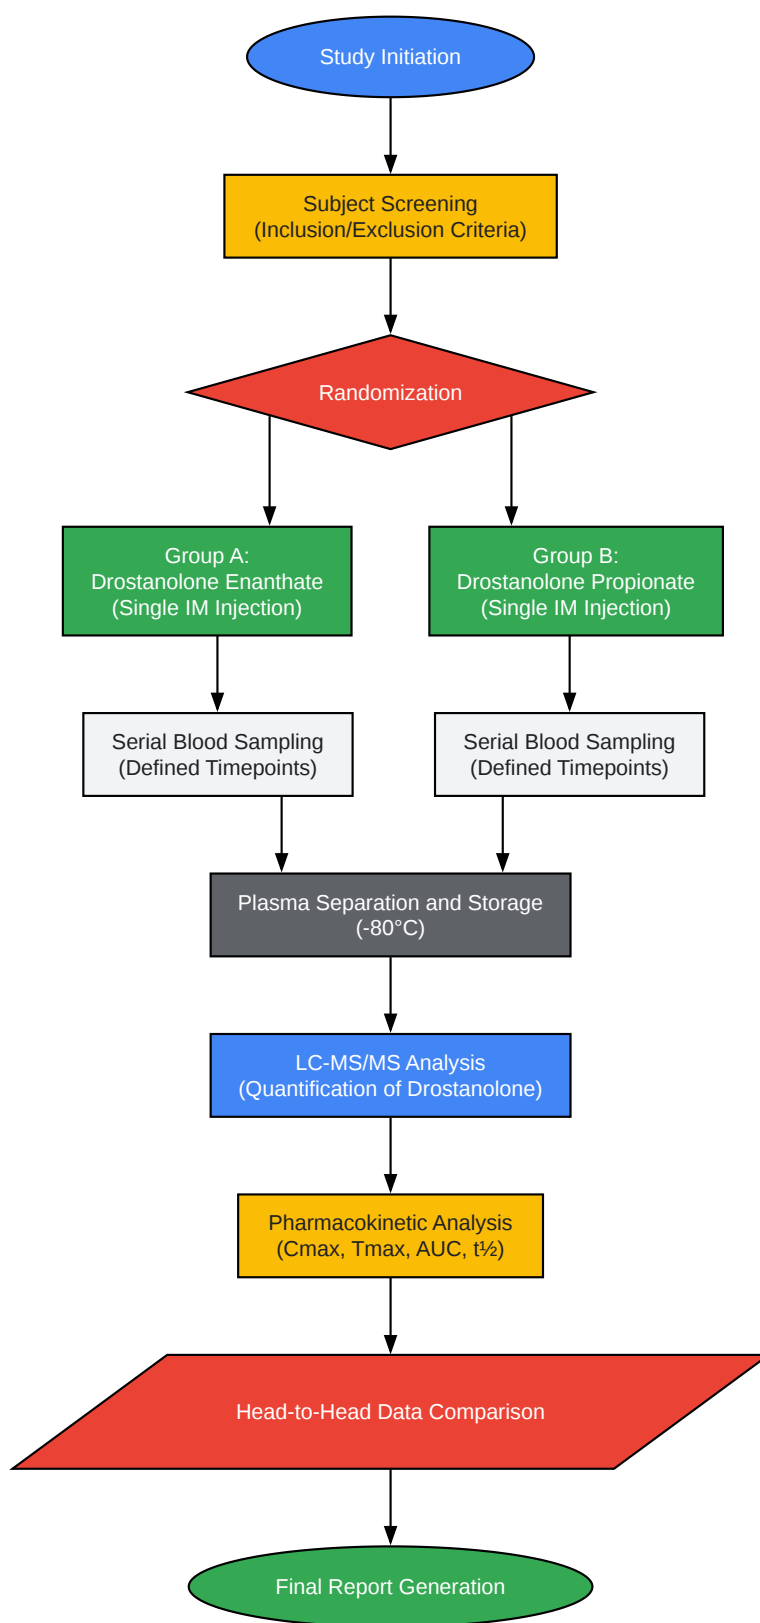 Study Initiation
Subject Screening
(Inclusion/Exclusion Criteria)
Randomization
Group A:
Drostanolone Enanthate
(Single IM Injection)
Group B:
Drostanolone Propionate
(Single IM Injection)
Serial Blood Sampling
(Defined Timepoints)
Serial Blood Sampling
(Defined Timepoints)
Plasma Separation and Storage
(-80°C)
LC-MS/MS Analysis
(Quantification of Drostanolone)
Pharmacokinetic Analysis
(Cmax, Tmax, AUC, t½)
Head-to-Head Data Comparison
Final Report Generation